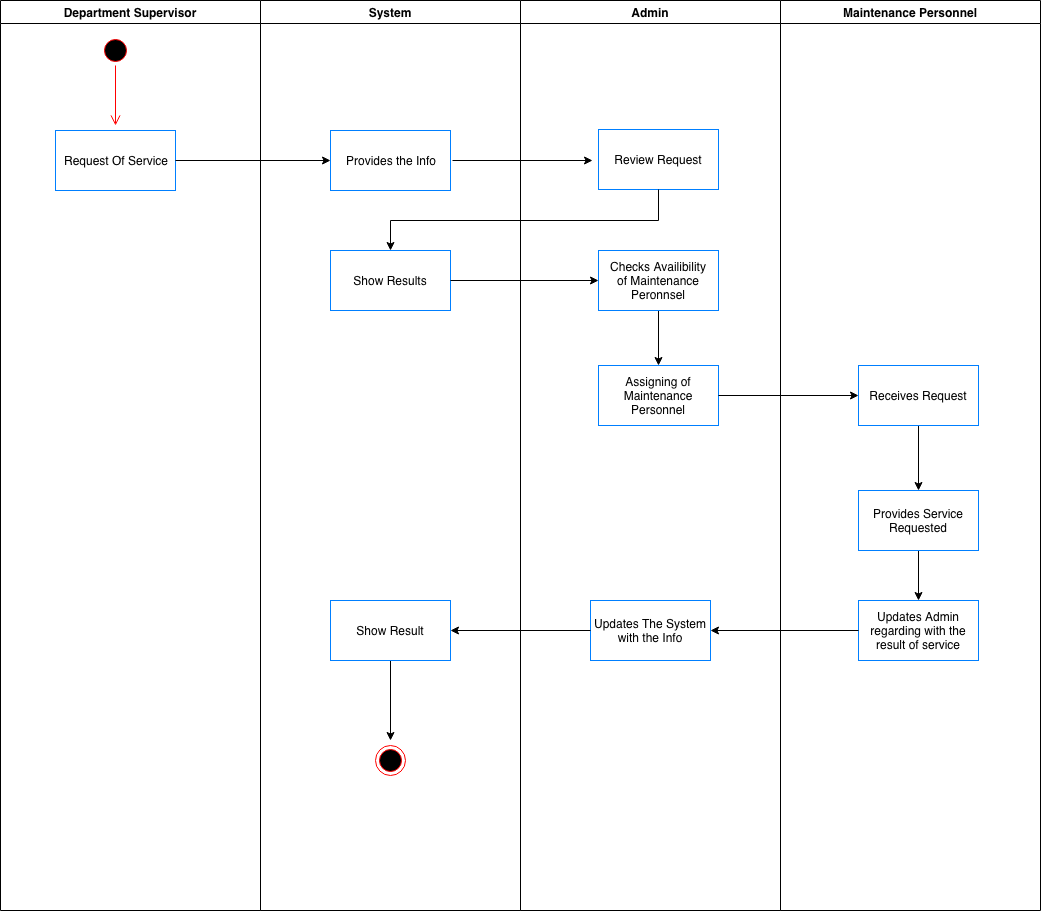 Department Supervisor
System
Admin
Maintenance Personnel
Request Of Service
Provides the Info
Review Request
Show Results
Checks Availibility
of Maintenance
Peronnsel
Assigning of
Maintenance
Personnel
Receives Request
Provides Service
Requested
Show Result
Updates The System
with the Info
Updates Admin
regarding with the
result of service